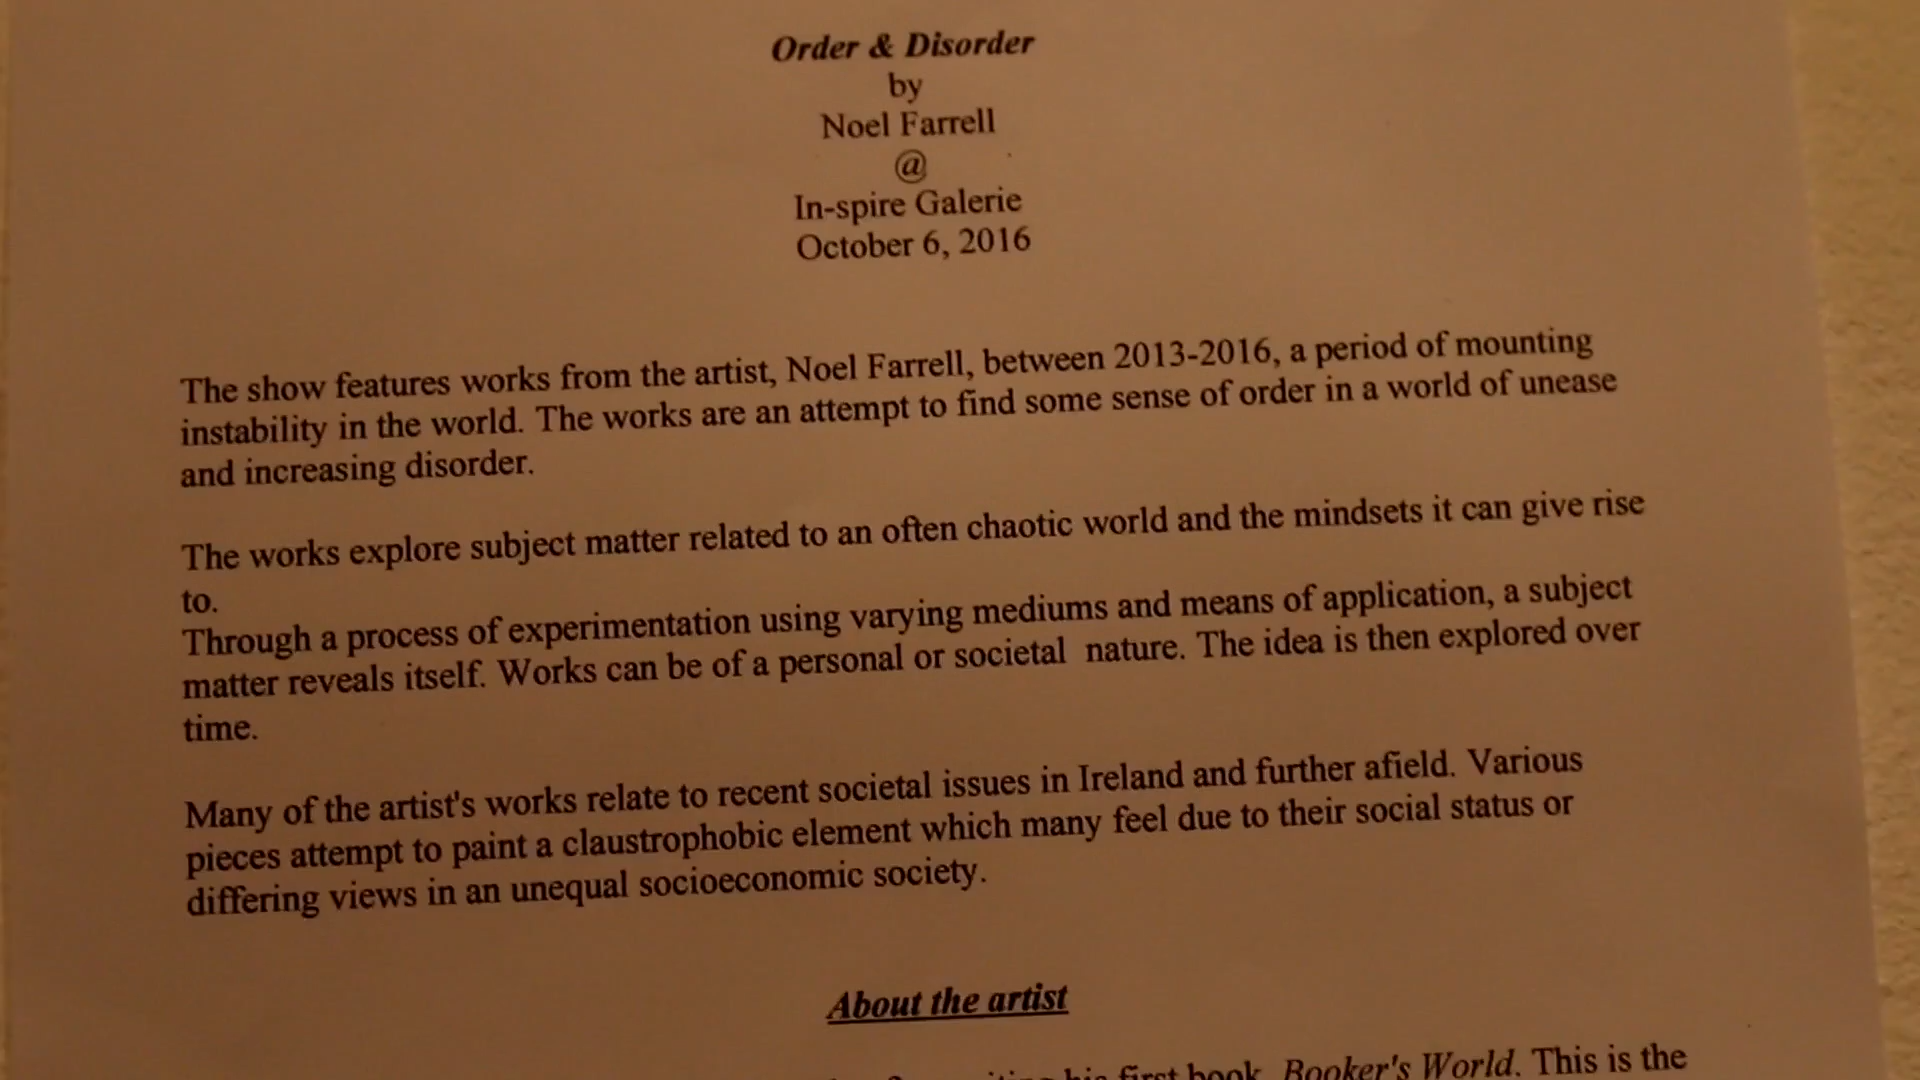 Order & Disorder
by
Noel Farrell
@
In-spire Galerie
October 6, 2016
The show features works from the artist, Noel Farrell, between 2013-2016, a period of mounting
instability in the world. The works are an attempt to find some sense of order in a world of unease
and increasing disorder.
The works explore subject matter related to an often chaotic world and the mindsets it can give rise
to.
Through a process of experimentation using varying mediums and means of application, a subject
matter reveals itself. Works can be of a personal or societal  nature. The idea is then explored over
time.
Many of the artist's works relate to recent societal issues in Ireland and further afield. Various
pieces attempt to paint a claustrophobic element which many feel due to their social status or
differing views in an unequal socioeconomic society.
About the artist
his first book, Booker's World. This is the